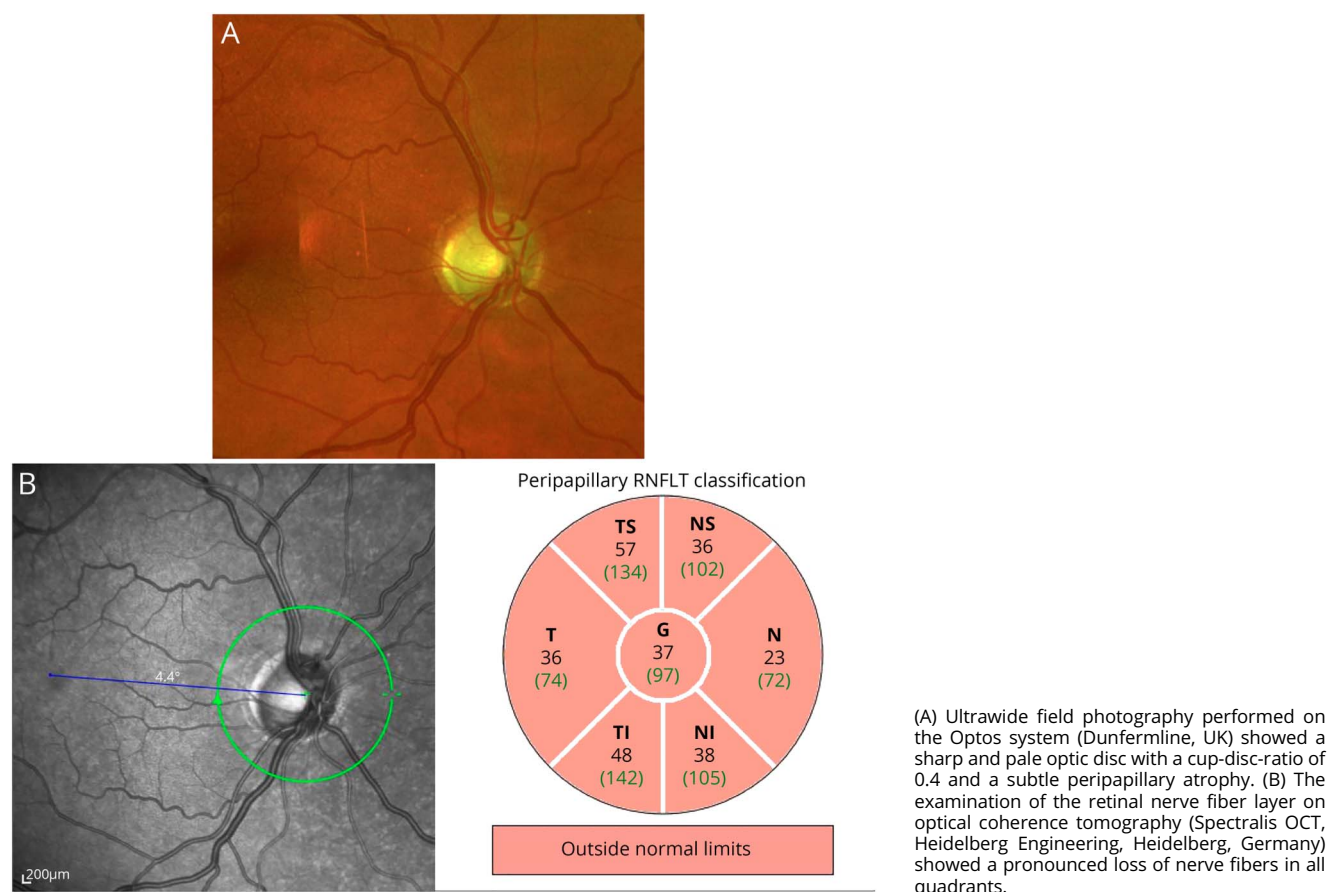 A
B
4.4°
200µm
Peripapillary RNFLT classification
TS
57
(134)
NS
36
(102)
T
36
(74)
G
37
(97)
N
23
(72)
TI
48
(142)
NI
38
(105)
Outside normal limits
(A) Ultrawide field photography performed on
the Optos system (Dunfermline, UK) showed a
sharp and pale optic disc with a cup-disc-ratio of
0.4 and a subtle peripapillary atrophy. (B) The
examination of the retinal nerve fiber layer on
optical coherence tomography (Spectralis OCT,
Heidelberg Engineering, Heidelberg, Germany)
showed a pronounced loss of nerve fibers in all
quadrants.